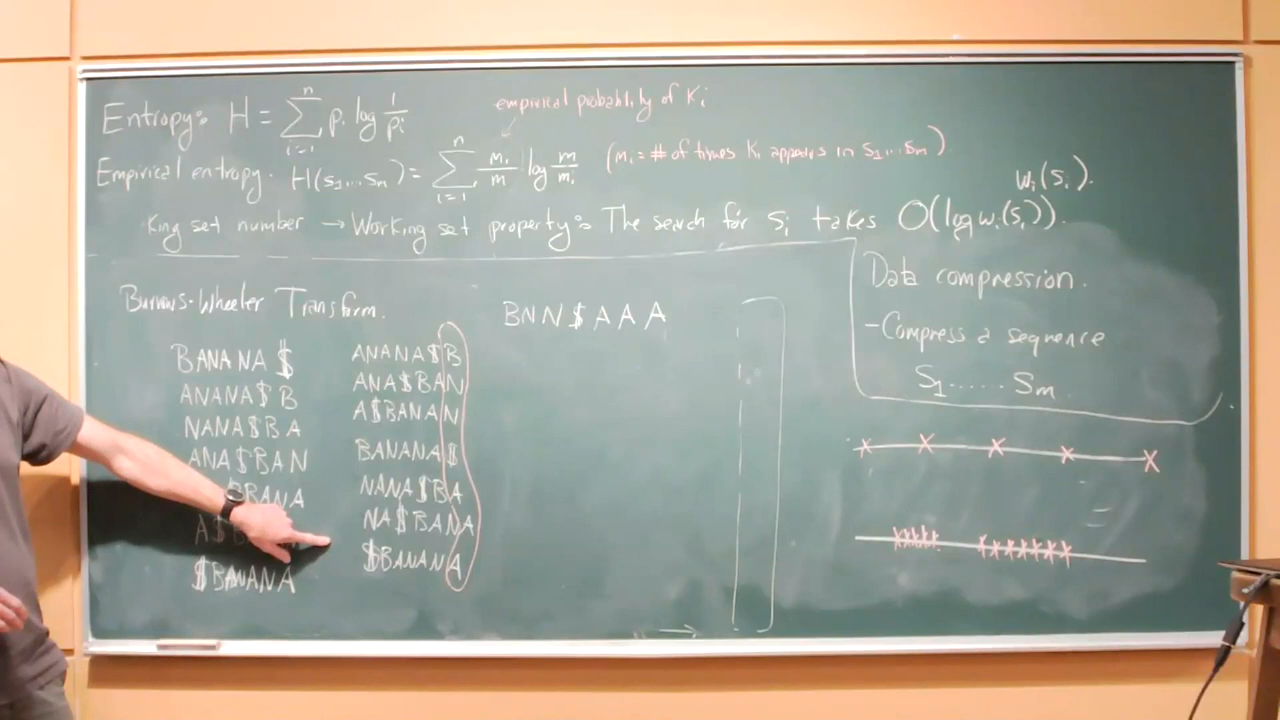 Entropy: H = ∑_{i=1}^{n} p_i log 1/p_i
empirical probability of K_i
Empirical entropy. H(s_1...s_m) = ∑_{i=1}^{n} m_i/m log m/m_i (m_i = # of times K_i appears in s_1...s_m).
w_i(s_i).
King set number → Working set property: The search for s_i takes O(log w_i(s_i)).
Data compression.
- Compress a sequence
S_1......S_m
Burrows-Wheeler Transform.
BNN$AAA
BANANA$
ANANA$B
NANA$BA
ANA$BAN
BANA
A$B
$BANANA
ANANA$B
ANA$BAN
A$BANAN
BANANA$
NANA$BA
NA$BANA
$BANANA